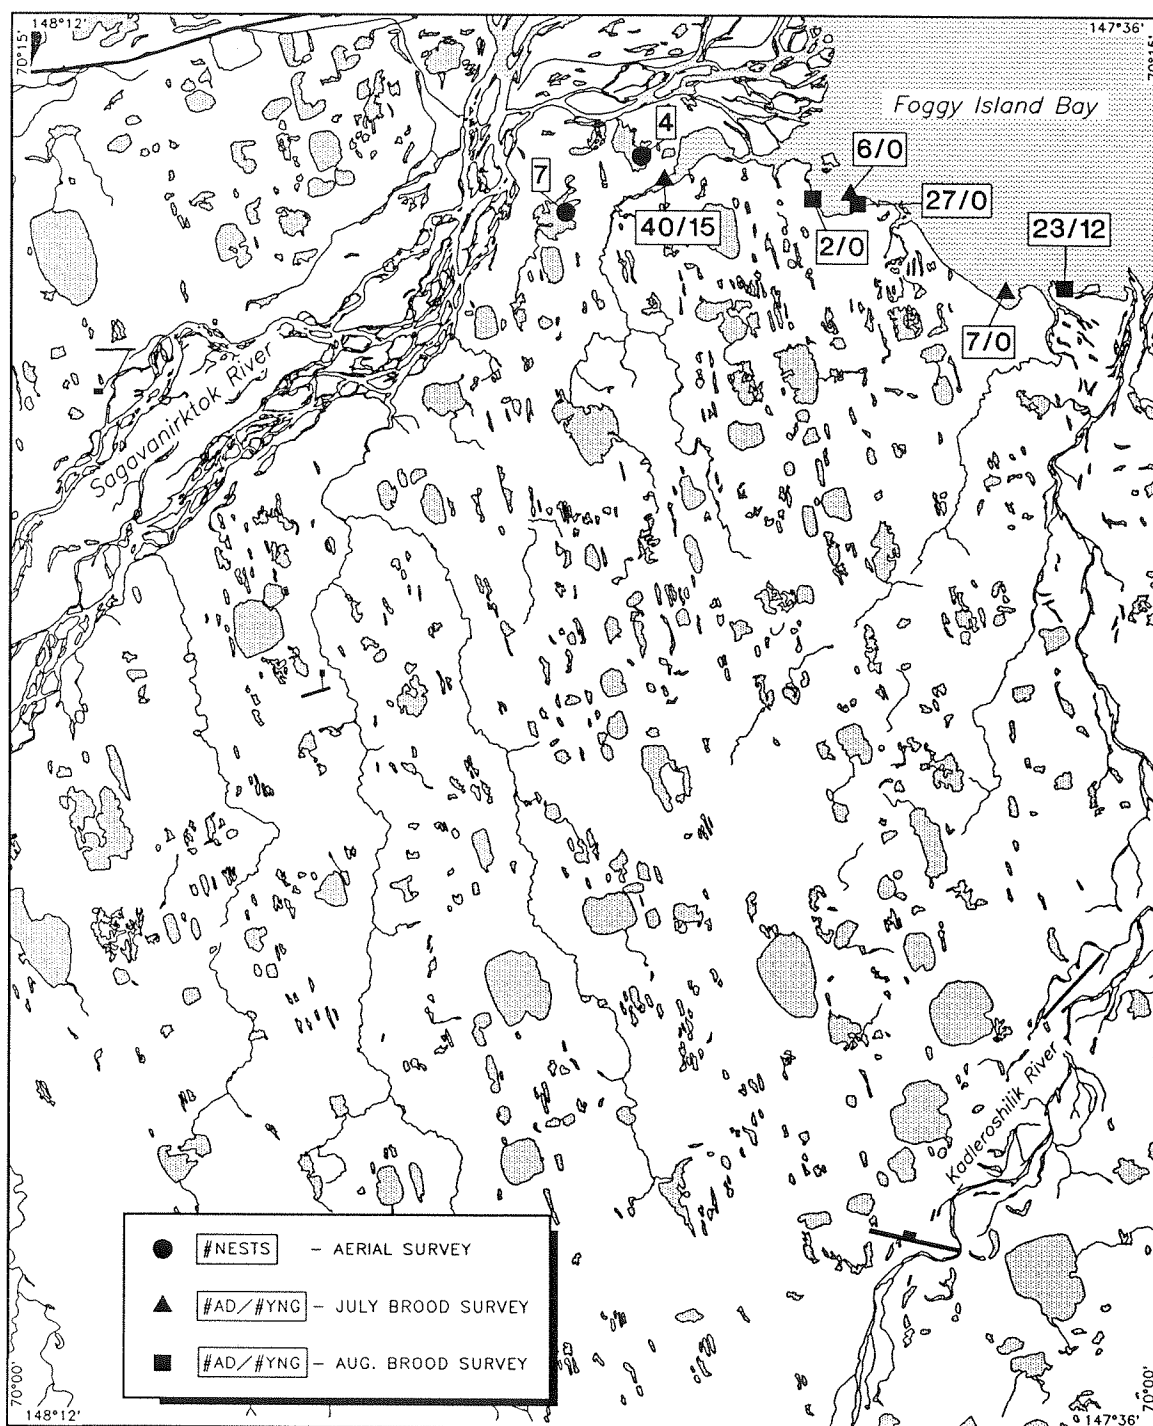 148°12'
147°36'
70°15'
70°15'
Foggy Island Bay
4
6/0
7
27/0
40/15
2/0
23/12
7/0
Sagavanirktok River
Kadleroshilik River
#NESTS – AERIAL SURVEY
#AD/#YNG – JULY BROOD SURVEY
#AD/#YNG – AUG. BROOD SURVEY
70°00'
70°00'
148°12'
147°36'